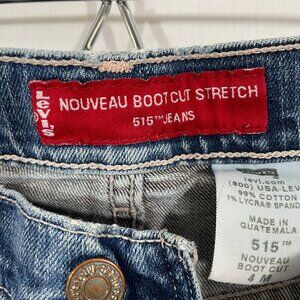 LEVI'S
NOUVEAU BOOTCUT STRETCH
515™ JEANS
levi.com
(800) USA-LEVI
99% COTTON
1% LYCRA® SPAND
MADE IN
GUATEMALA
515™
NOUVEAU
BOOT CUT
4 M